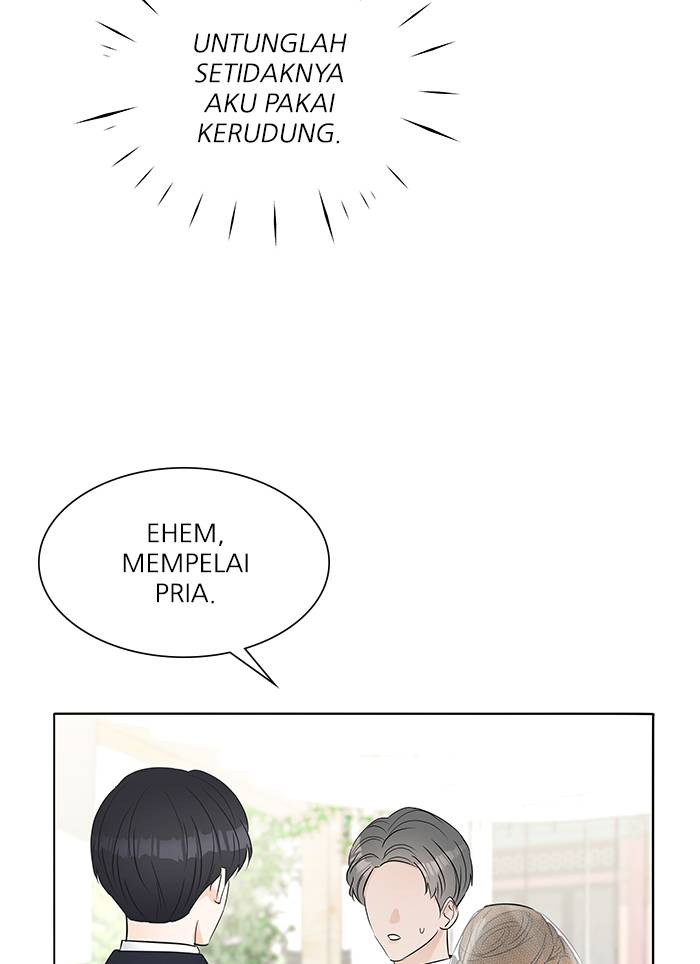 UNTUNGLAH
SETIDAKNYA
AKU PAKAI
KERUDUNG.
EHEM,
MEMPELAI
PRIA.